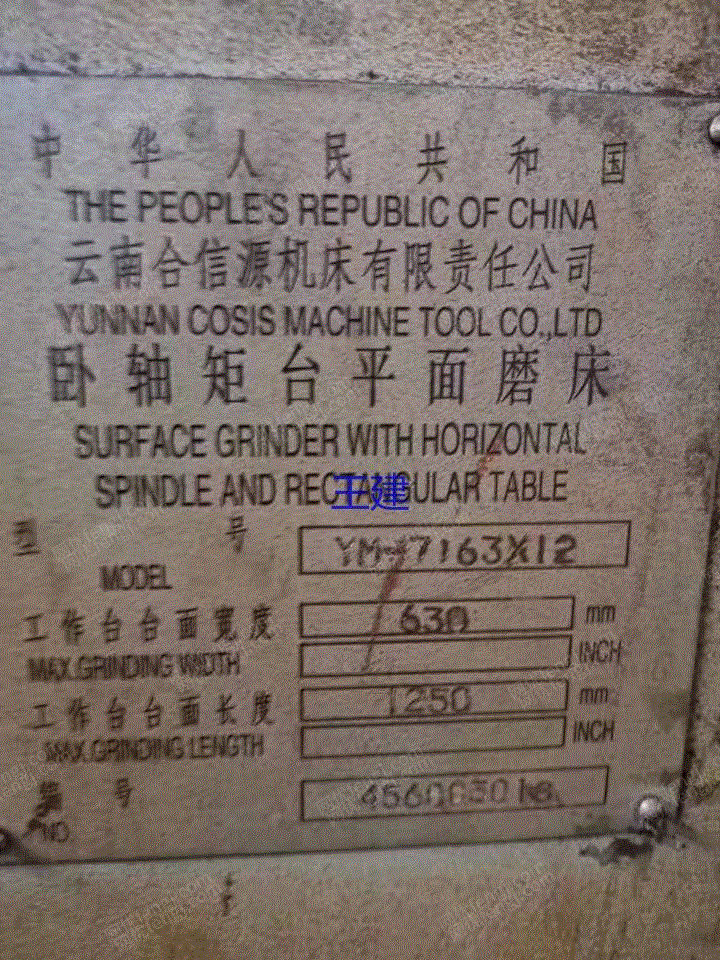 中华人民共和国
THE PEOPLE'S REPUBLIC OF CHINA
云南合信源机床有限责任公司
YUNNAN COSIS MACHINE TOOL CO.,LTD
卧轴矩台平面磨床
SURFACE GRINDER WITH HORIZONTAL
SPINDLE AND RECTANGULAR TABLE
王建
型号
MODEL
工作台台面宽度 630 mm
MAX.GRINDING WIDTH INCH
工作台台面长度 1250 mm
MAX.GRINDING LENGTH INCH
编号
NO.